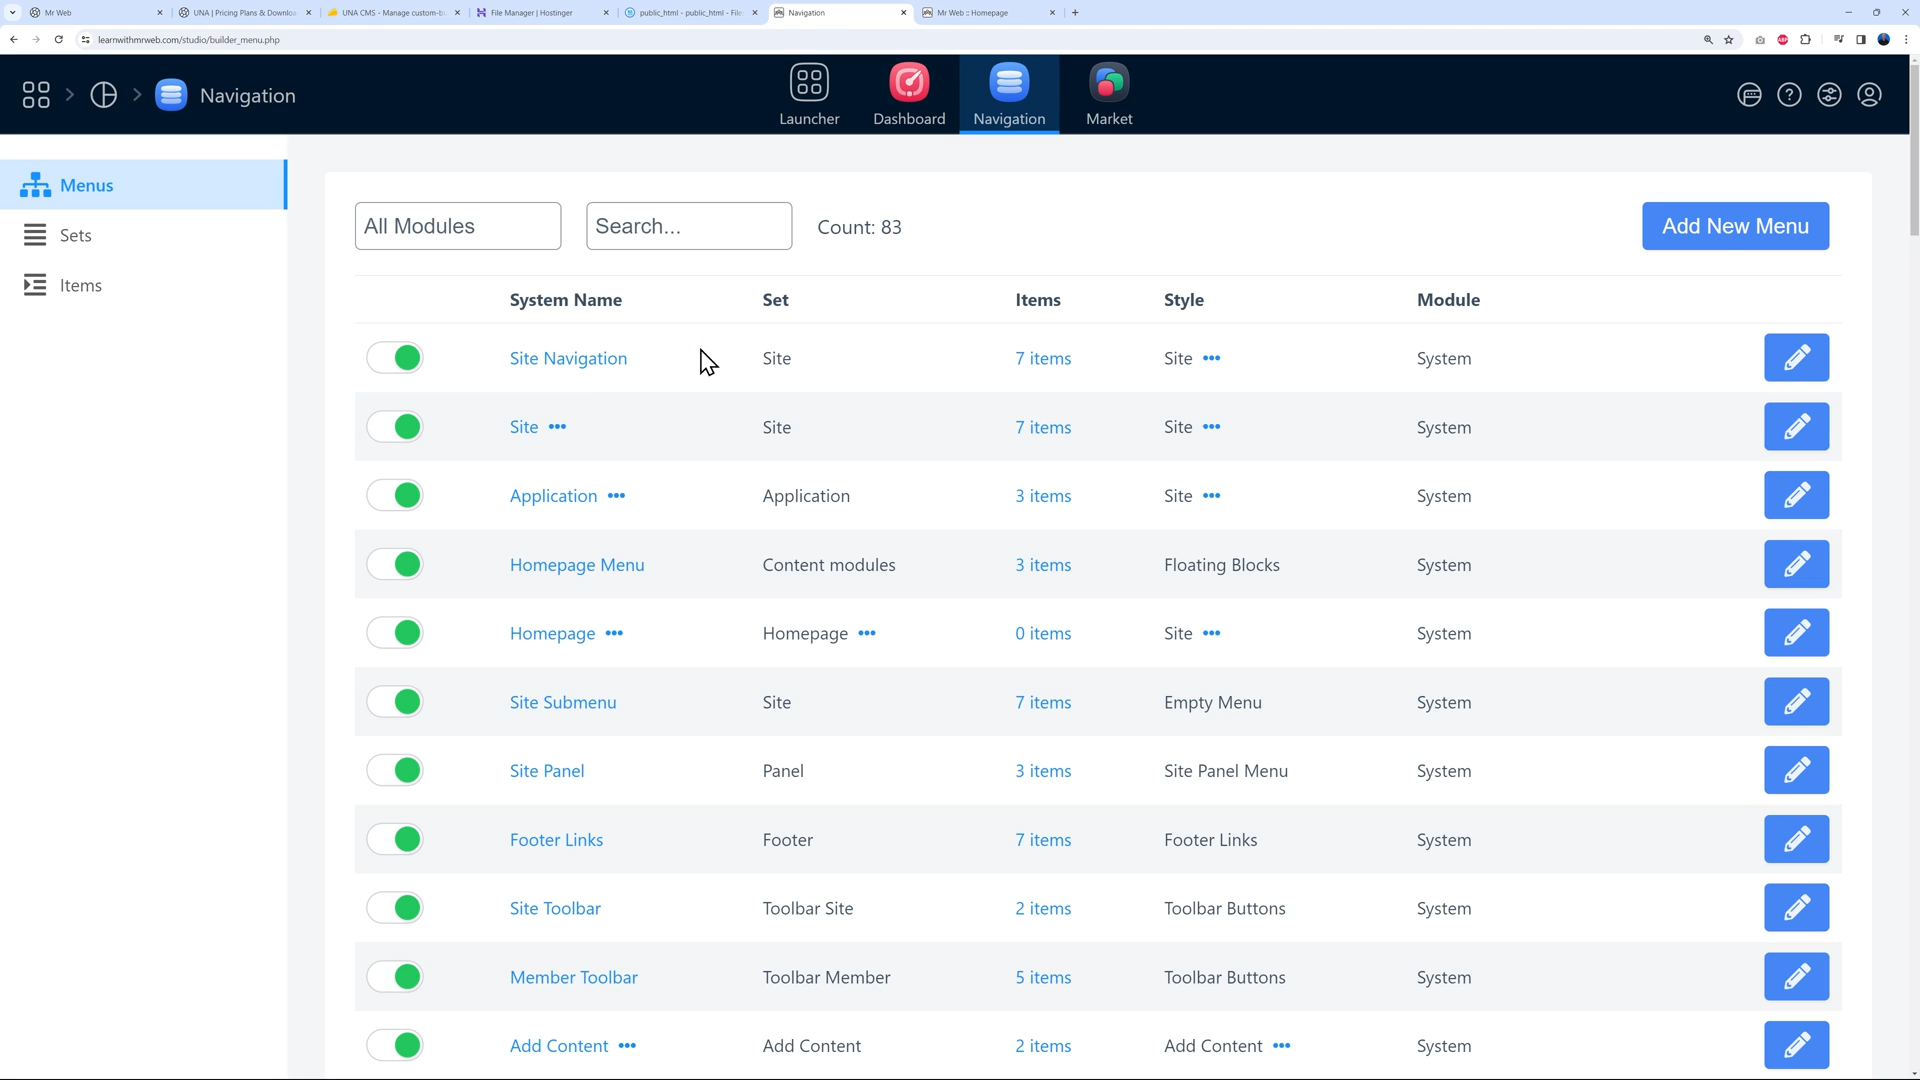 Mr Web
UNA | Pricing Plans & Downloa
UNA CMS - Manage custom-b
File Manager | Hostinger
public_html - public_html - File
Navigation
Mr Web :: Homepage
learnwithmrweb.com/studio/builder_menu.php
ABP
Navigation
Launcher
Dashboard
Navigation
Market
Menus
Sets
Items
All Modules
Search...
Count: 83
Add New Menu
System Name Set Items Style Module
Site Navigation Site 7 items Site ••• System
Site ••• Site 7 items Site ••• System
Application ••• Application 3 items Site ••• System
Homepage Menu Content modules 3 items Floating Blocks System
Homepage ••• Homepage ••• 0 items Site ••• System
Site Submenu Site 7 items Empty Menu System
Site Panel Panel 3 items Site Panel Menu System
Footer Links Footer 7 items Footer Links System
Site Toolbar Toolbar Site 2 items Toolbar Buttons System
Member Toolbar Toolbar Member 5 items Toolbar Buttons System
Add Content ••• Add Content 2 items Add Content ••• System